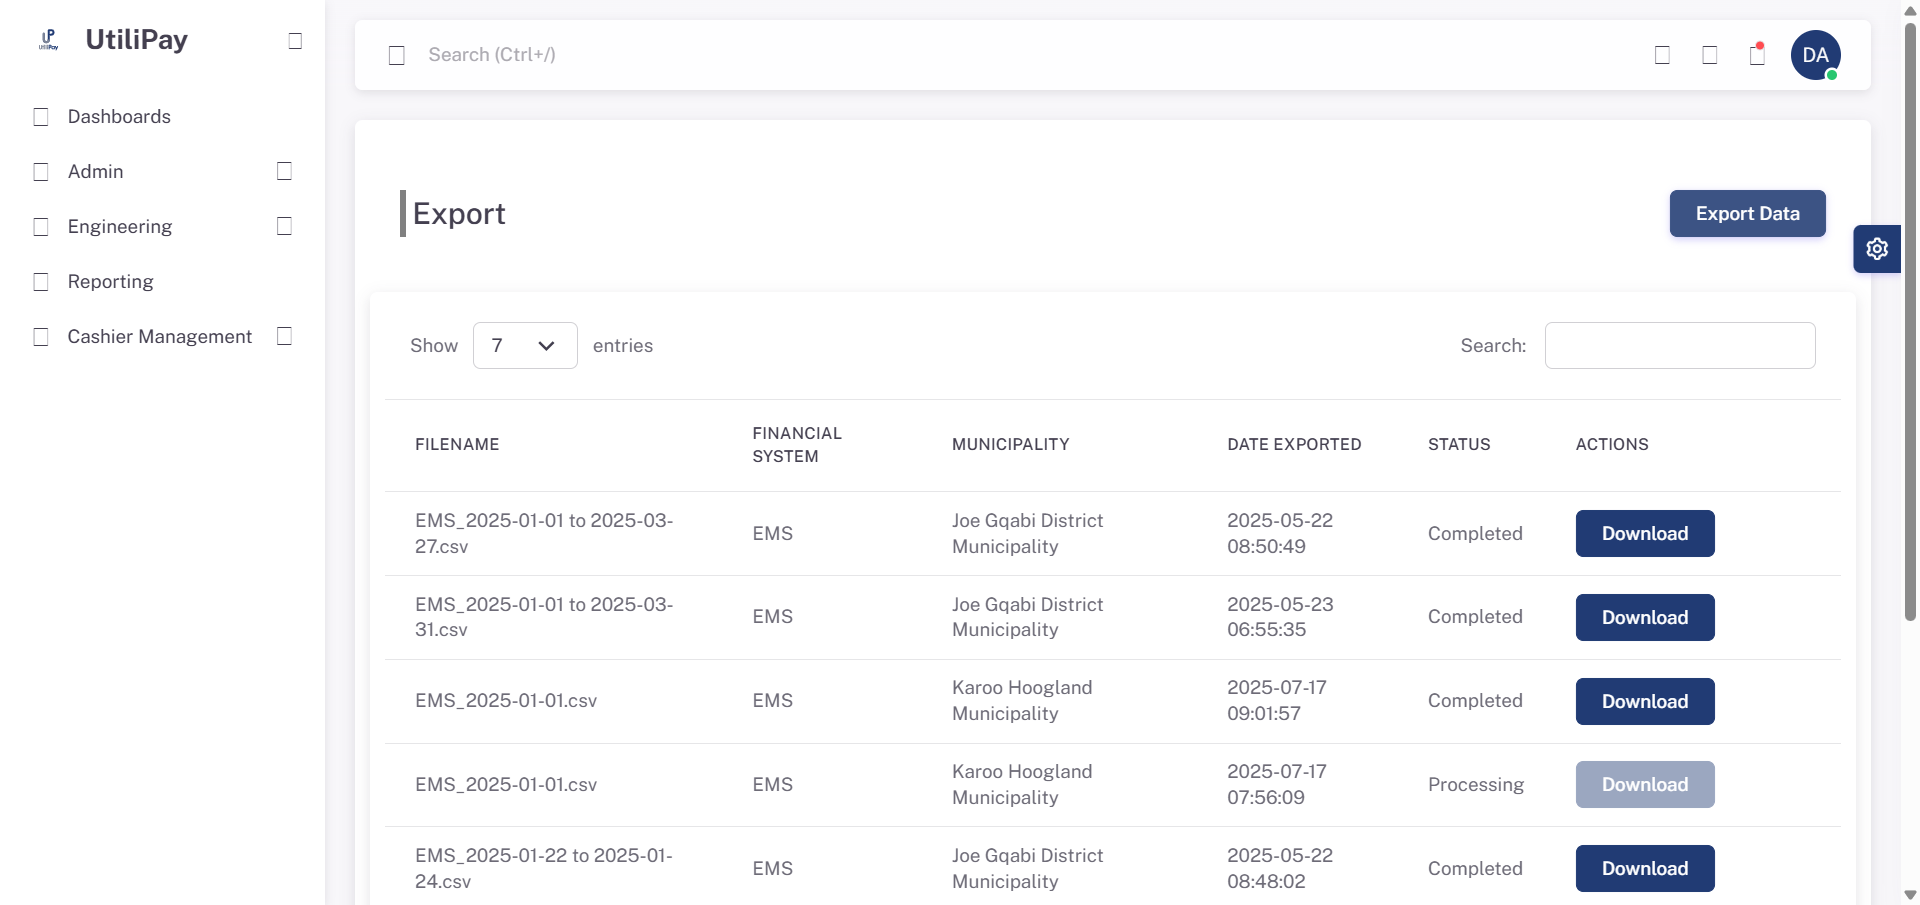 UP
UtiliPay
UtiliPay
Search (Ctrl+/)
DA
Dashboards
Admin
Engineering
Reporting
Cashier Management
Export
Export Data
Show 7 entries
Search:
FILENAME
FINANCIAL
SYSTEM
MUNICIPALITY
DATE EXPORTED
STATUS
ACTIONS
EMS_2025-01-01 to 2025-03-
27.csv
EMS
Joe Gqabi District
Municipality
2025-05-22
08:50:49
Completed
Download
EMS_2025-01-01 to 2025-03-
31.csv
EMS
Joe Gqabi District
Municipality
2025-05-23
06:55:35
Completed
Download
EMS_2025-01-01.csv
EMS
Karoo Hoogland
Municipality
2025-07-17
09:01:57
Completed
Download
EMS_2025-01-01.csv
EMS
Karoo Hoogland
Municipality
2025-07-17
07:56:09
Processing
Download
EMS_2025-01-22 to 2025-01-
24.csv
EMS
Joe Gqabi District
Municipality
2025-05-22
08:48:02
Completed
Download